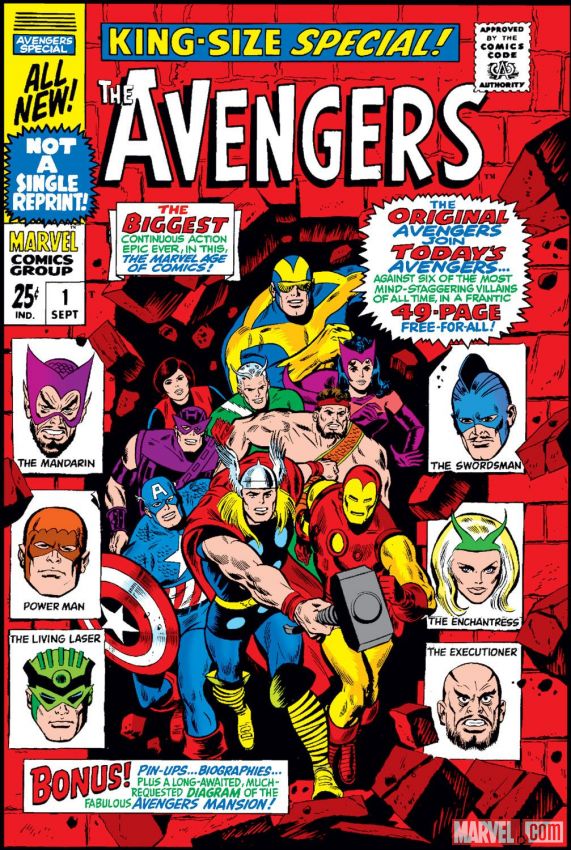 AVENGERS
SPECIAL
ALL
NEW!
NOT
A
SINGLE
REPRINT!
MARVEL
COMICS
GROUP
25¢
IND.
1
SEPT
KING-SIZE SPECIAL!
APPROVED
BY THE
COMICS
CODE
AUTHORITY
THE AVENGERS
TM
THE
BIGGEST
CONTINUOUS ACTION
EPIC EVER, IN THIS,
THE MARVEL AGE
OF COMICS!
THE
ORIGINAL
AVENGERS
JOIN
TODAY'S
AVENGERS...
AGAINST SIX OF THE MOST
MIND-STAGGERING VILLAINS
OF ALL TIME, IN A FRANTIC
49-PAGE
FREE-FOR-ALL!
THE MANDARIN
THE SWORDSMAN
POWER MAN
THE ENCHANTRESS
THE LIVING LASER
THE EXECUTIONER
A
BONUS!
PIN-UPS...BIOGRAPHIES...
PLUS A LONG-AWAITED, MUCH-
REQUESTED DIAGRAM OF THE
FABULOUS AVENGERS MANSION!
MARVEL.com